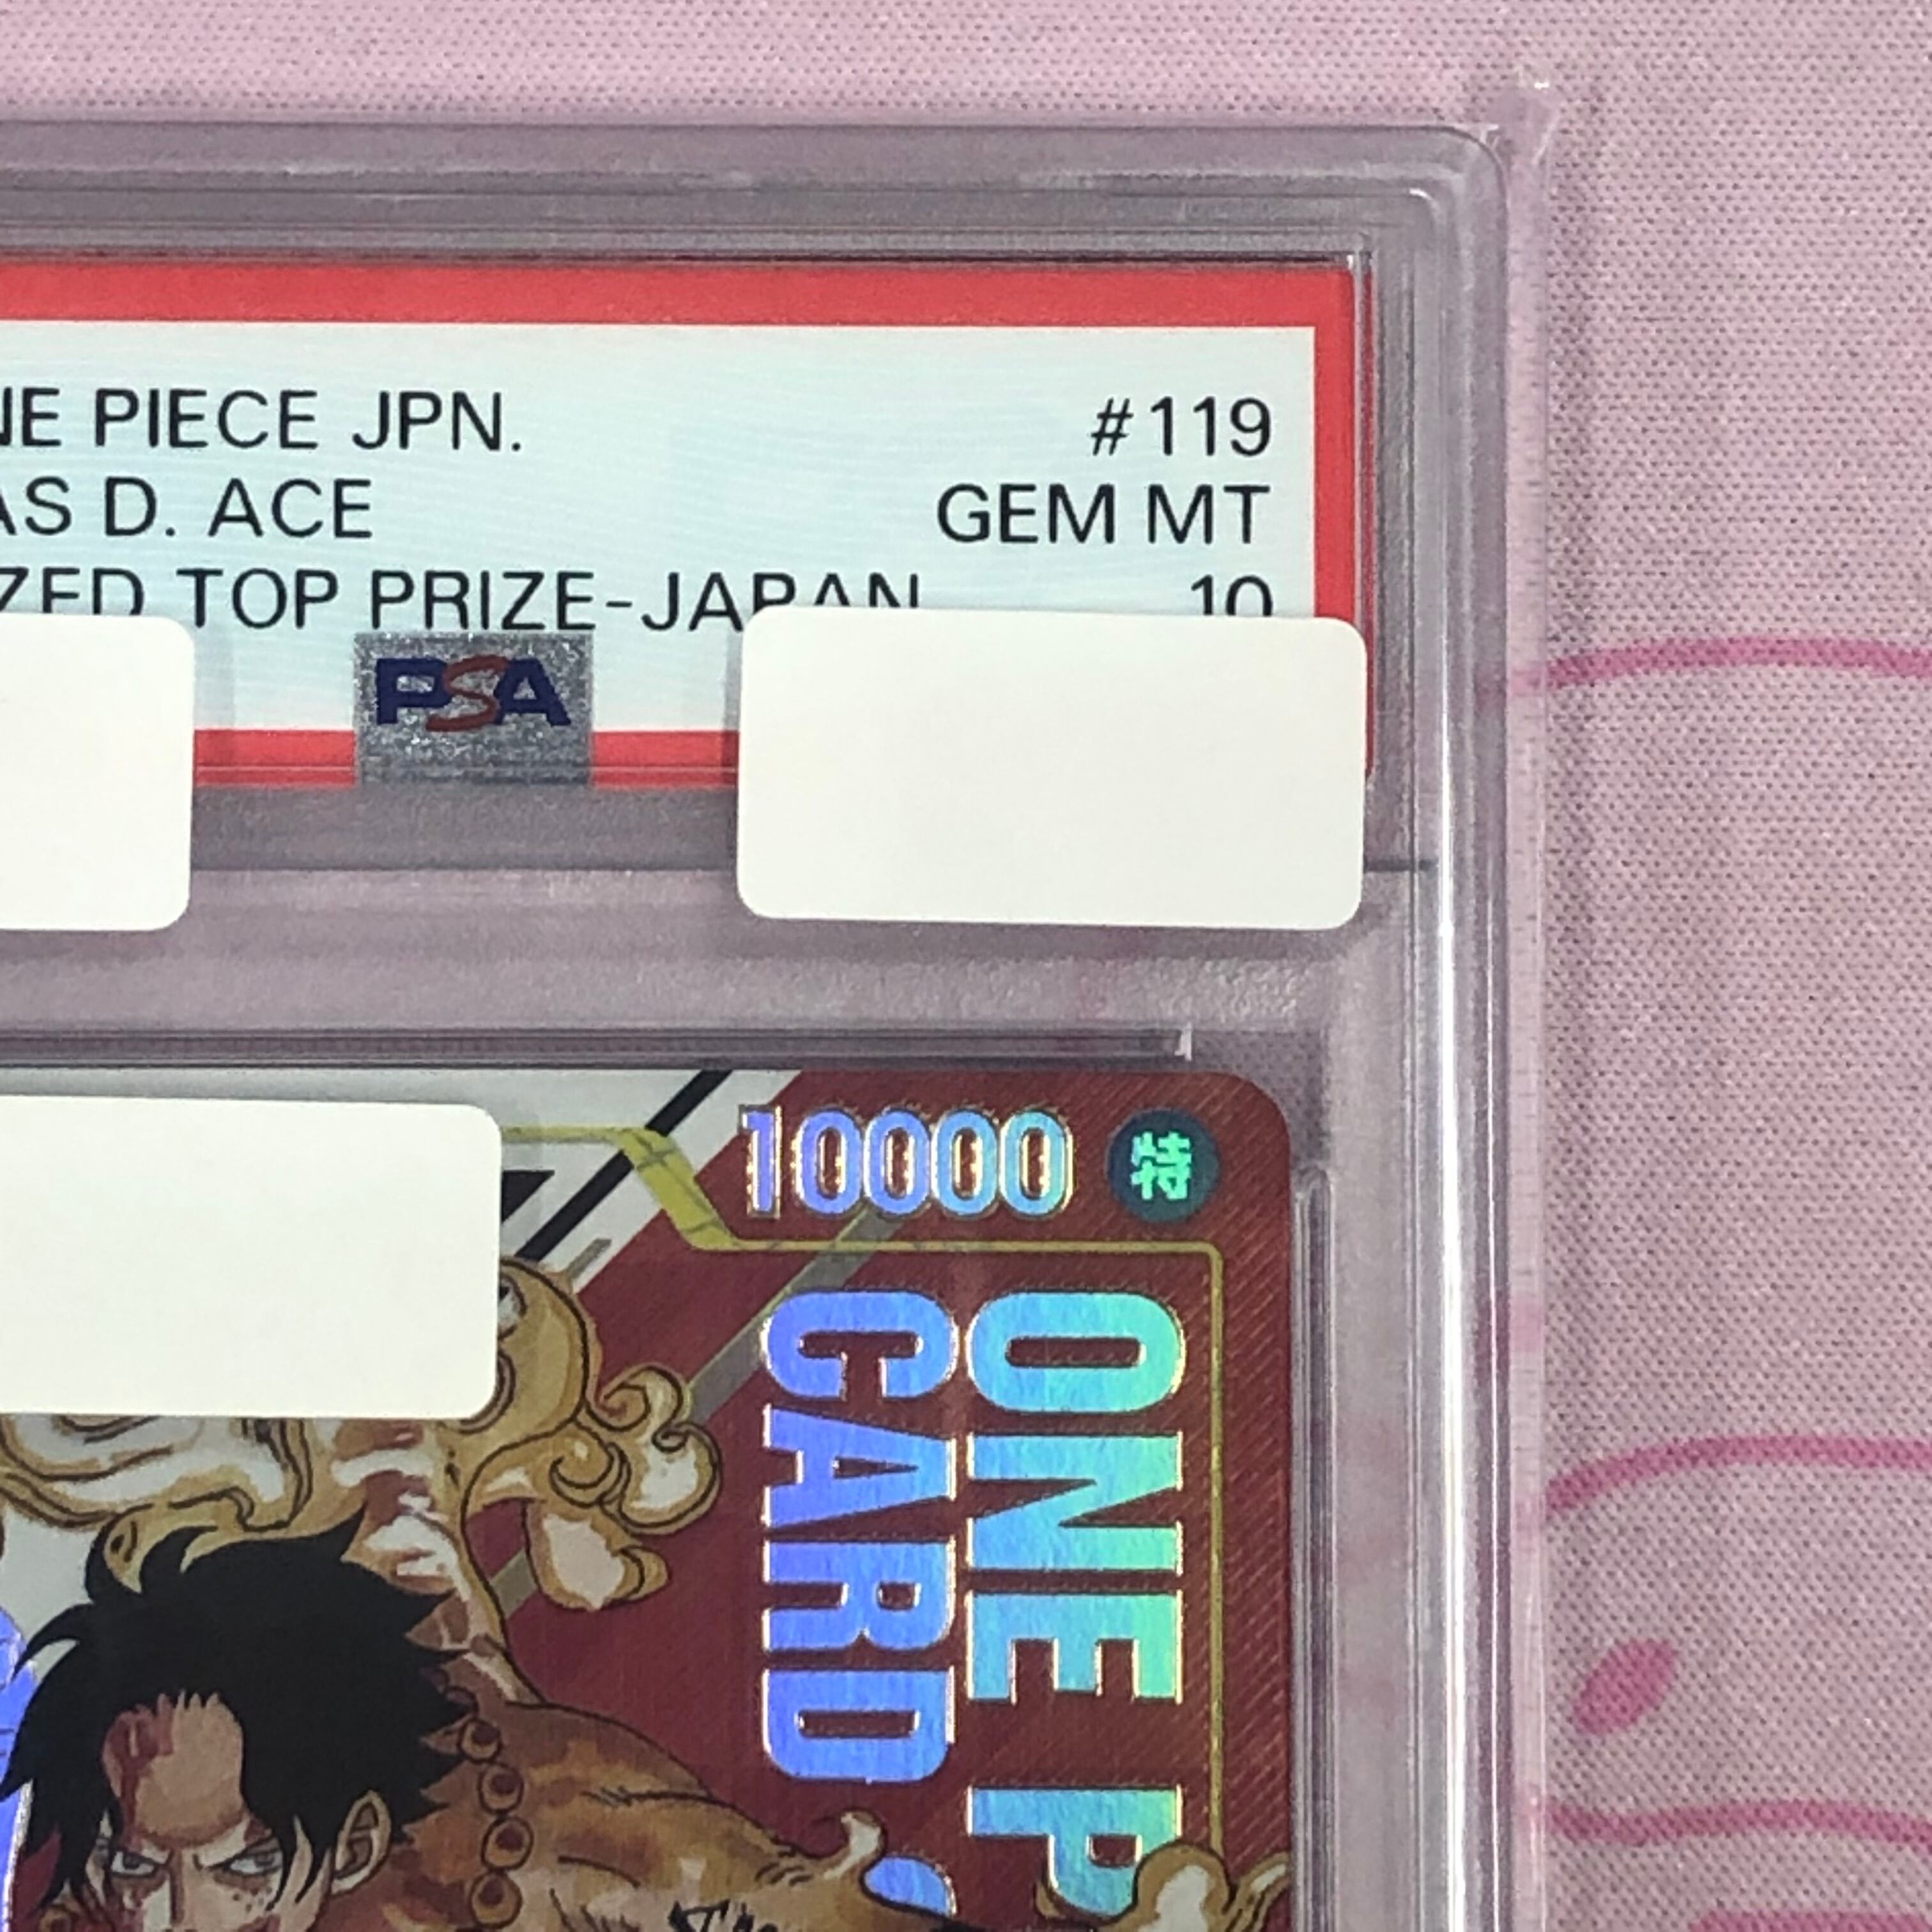 NE PIECE JPN. #119
AS D. ACE GEM MT
ZED TOP PRIZE-JAPAN 10
PSA
10000 特
ONE P
CARD